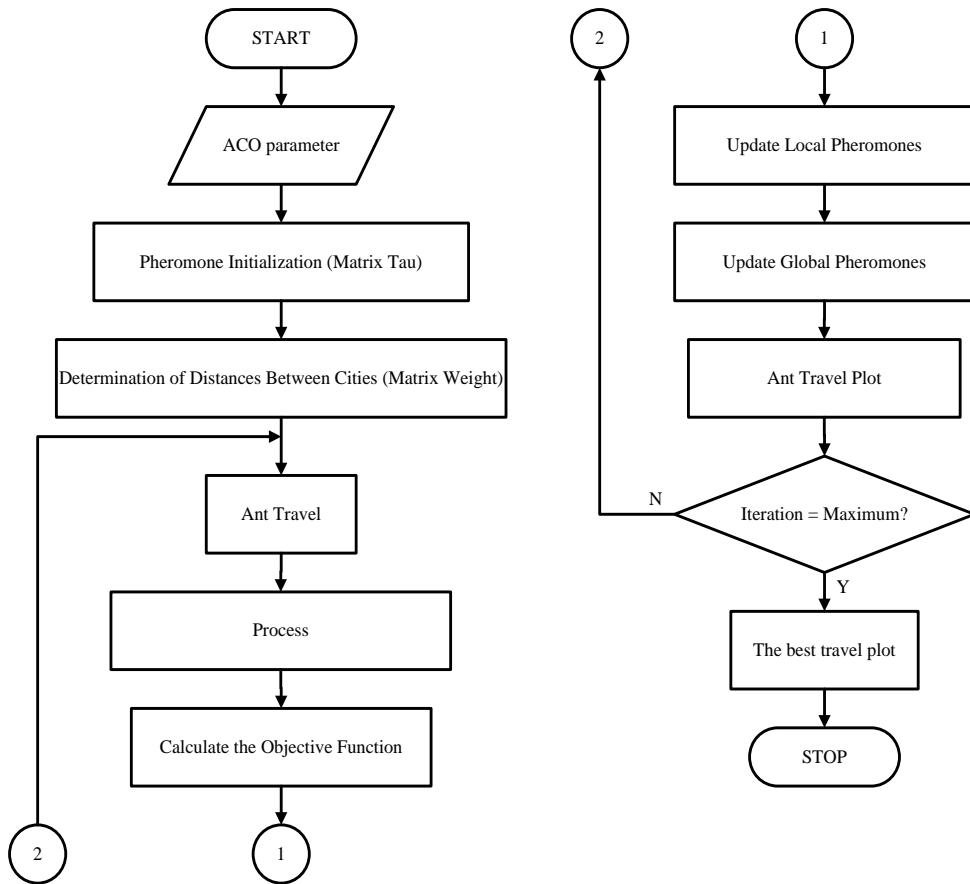 START
ACO parameter
Pheromone Initialization (Matrix Tau)
Determination of Distances Between Cities (Matrix Weight)
Ant Travel
Process
Calculate the Objective Function
2
1
2
1
Update Local Pheromones
Update Global Pheromones
Ant Travel Plot
Iteration = Maximum?
N
Y
The best travel plot
STOP